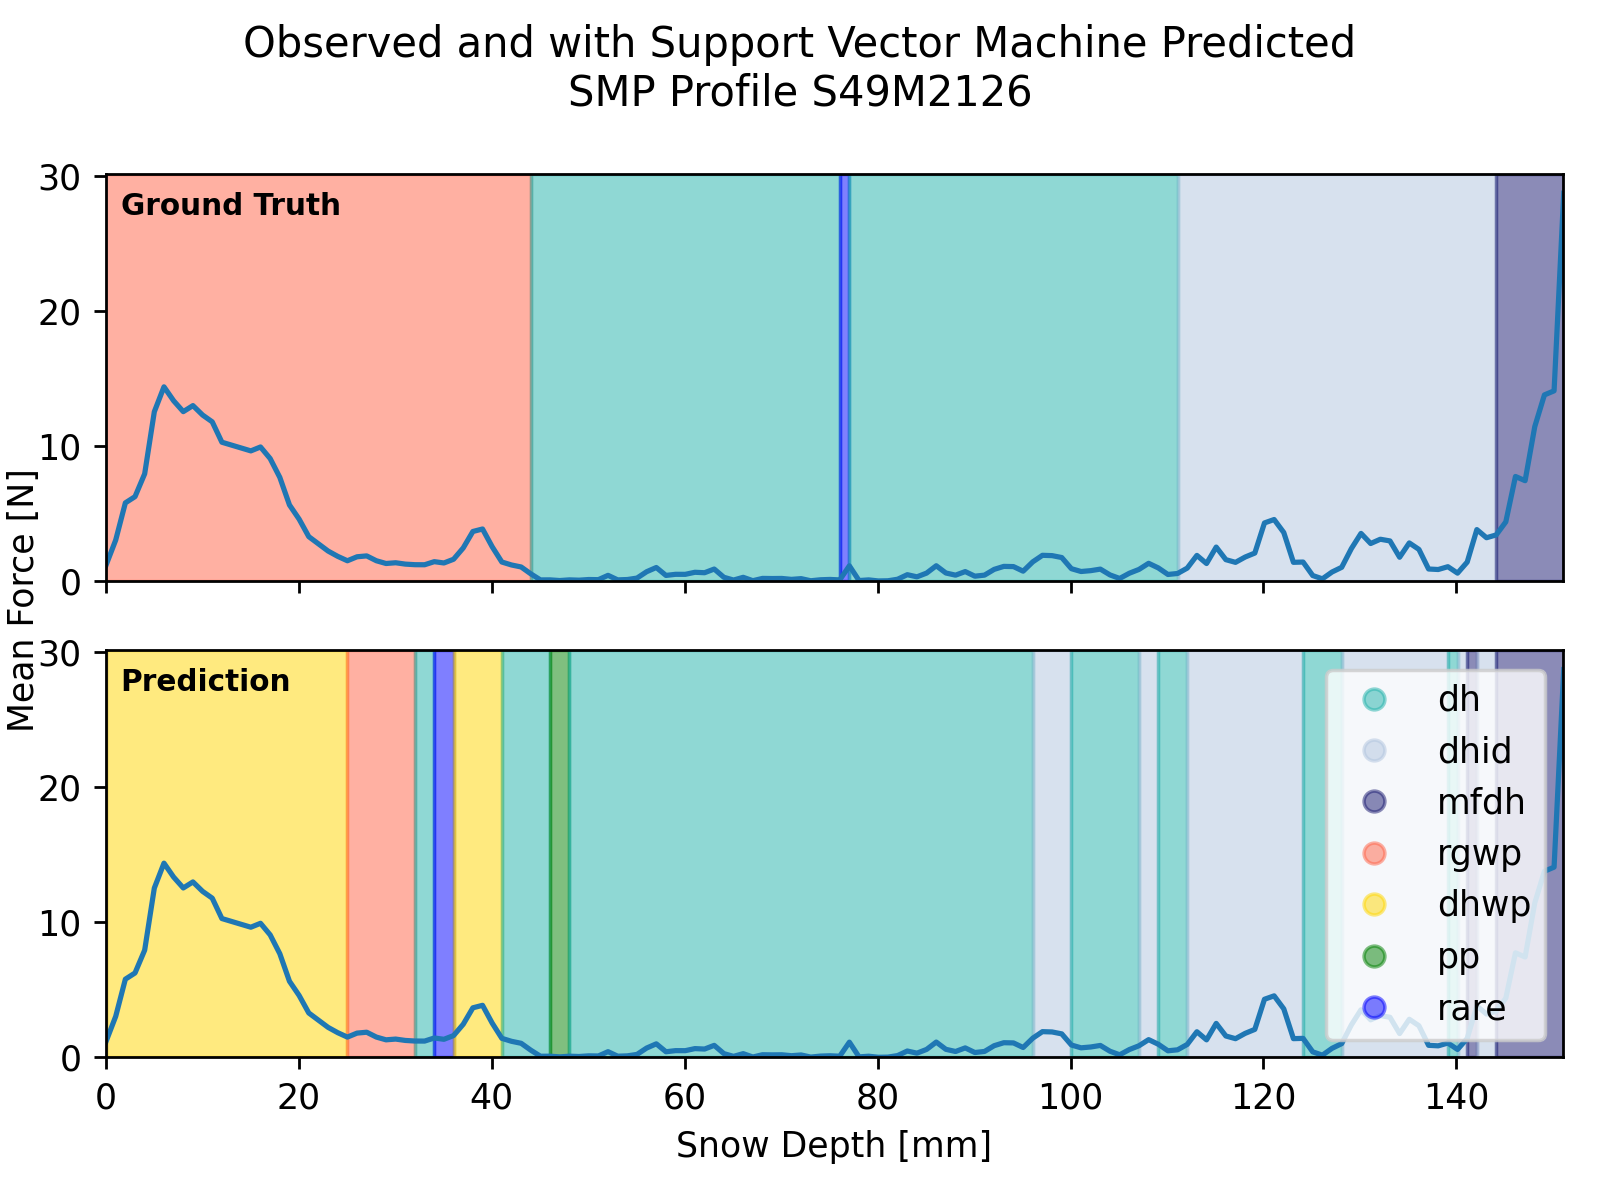 Observed and with Support Vector Machine Predicted
SMP Profile S49M2126
Mean Force [N]
30
20
10
0
Ground Truth
30
20
10
0
Prediction
dh
dhid
mfdh
rgwp
dhwp
pp
rare
0 20 40 60 80 100 120 140
Snow Depth [mm]